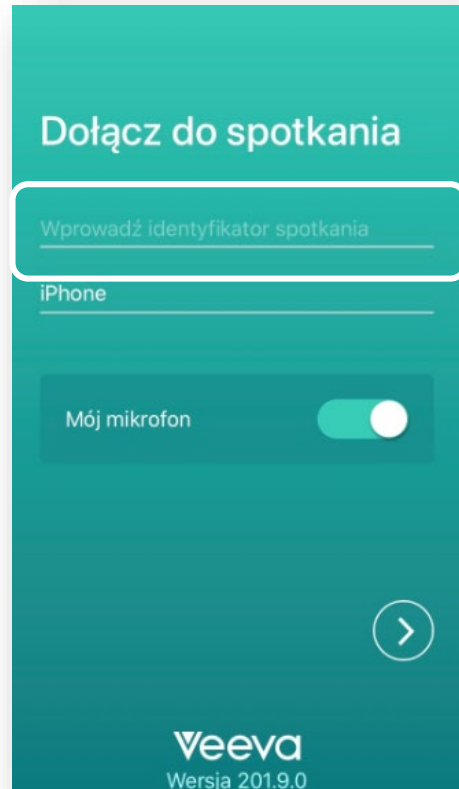 Dołącz do spotkania
Wprowadź identyfikator spotkania
iPhone
Mój mikrofon
Veeva
Wersja 201.9.0